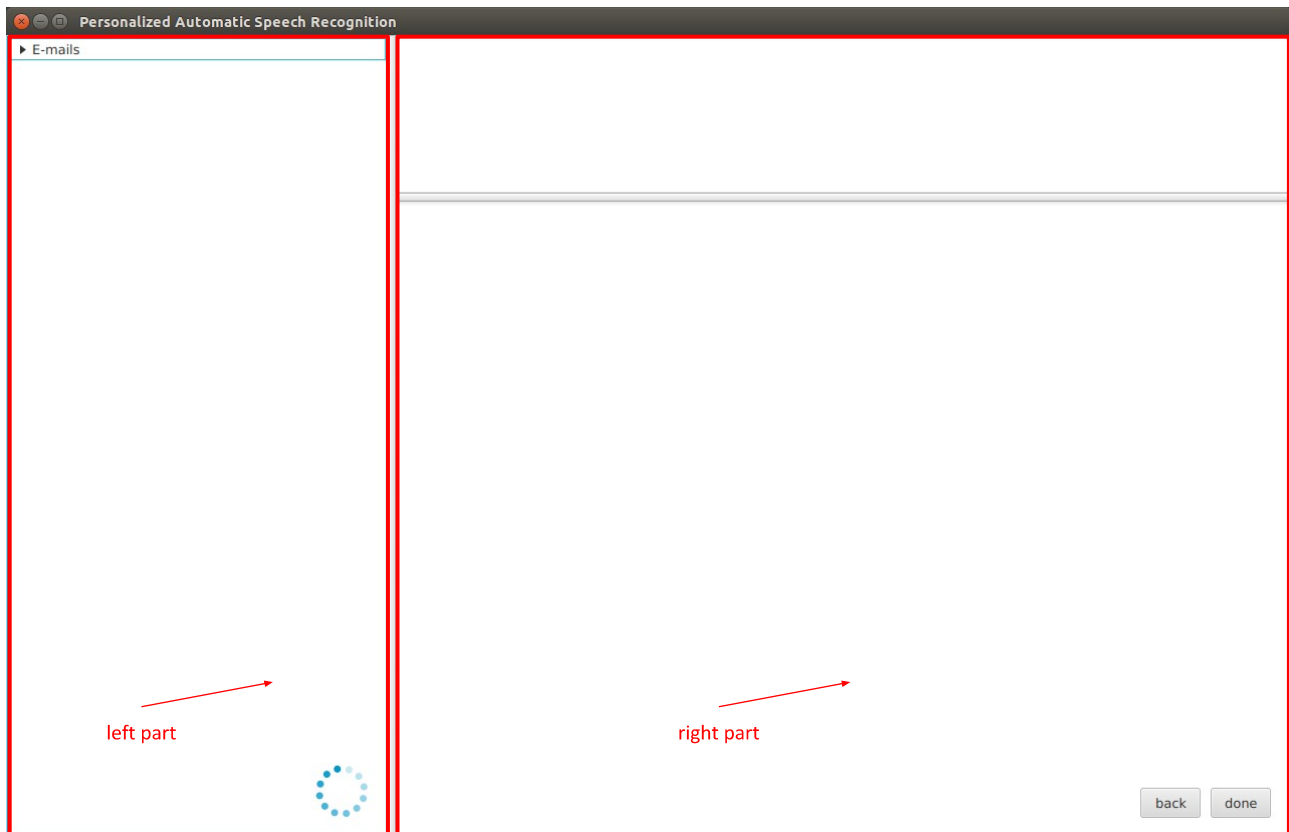 Personalized Automatic Speech Recognition
E-mails
left part
right part
back
done